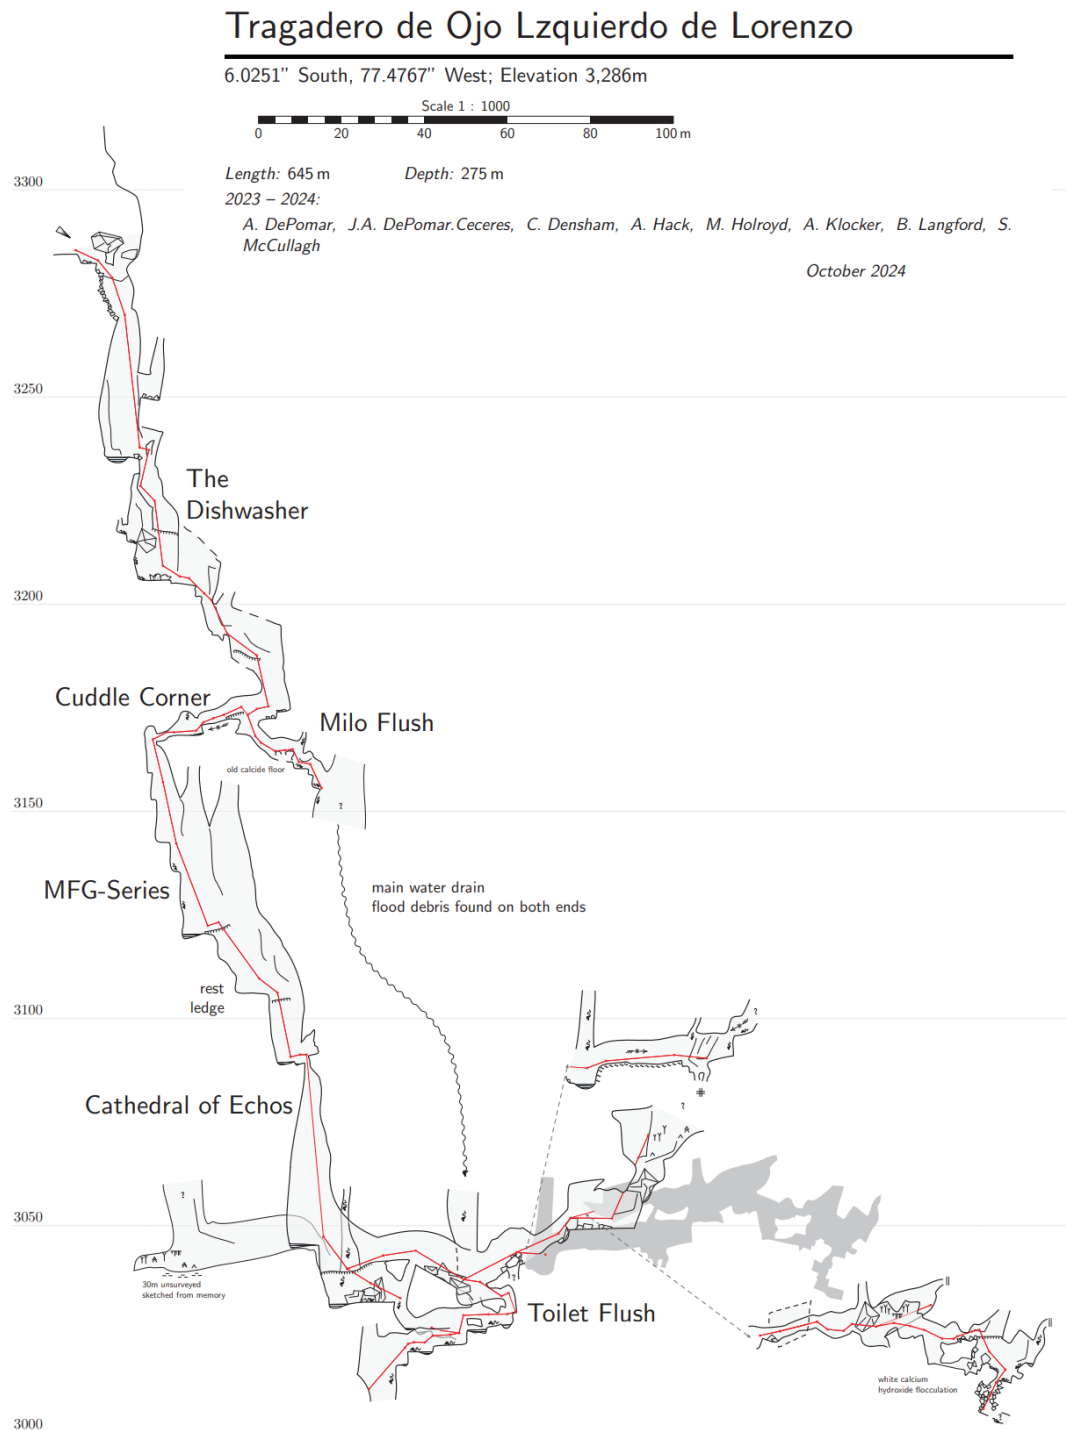 Tragadero de Ojo Lzquierdo de Lorenzo
6.0251” South, 77.4767” West; Elevation 3,286m
Scale 1 : 1000
0 20 40 60 80 100 m
Length: 645 m Depth: 275 m
2023 – 2024:
A. DePomar, J.A. DePomar.Ceceres, C. Densham, A. Hack, M. Holroyd, A. Klocker, B. Langford, S.
McCullagh
October 2024
3300
3250
The
Dishwasher
3200
Cuddle Corner
Milo Flush
old calcide floor
3150
?
MFG-Series
main water drain
flood debris found on both ends
rest
ledge
3100
?
Cathedral of Echos
?
?
3050
30m unsurveyed
sketched from memory
?
Toilet Flush
white calcium
hydroxide flocculation
?
3000